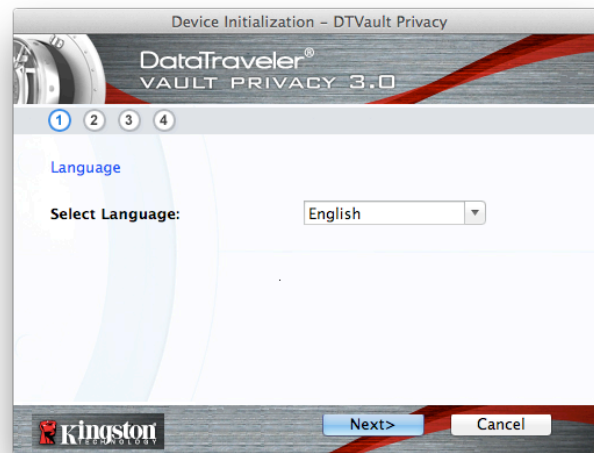 Device Initialization – DTVault Privacy
DataTraveler®
VAULT PRIVACY 3.0
1 2 3 4
Language
Select Language: English
Kingston
TECHNOLOGY
Next> Cancel